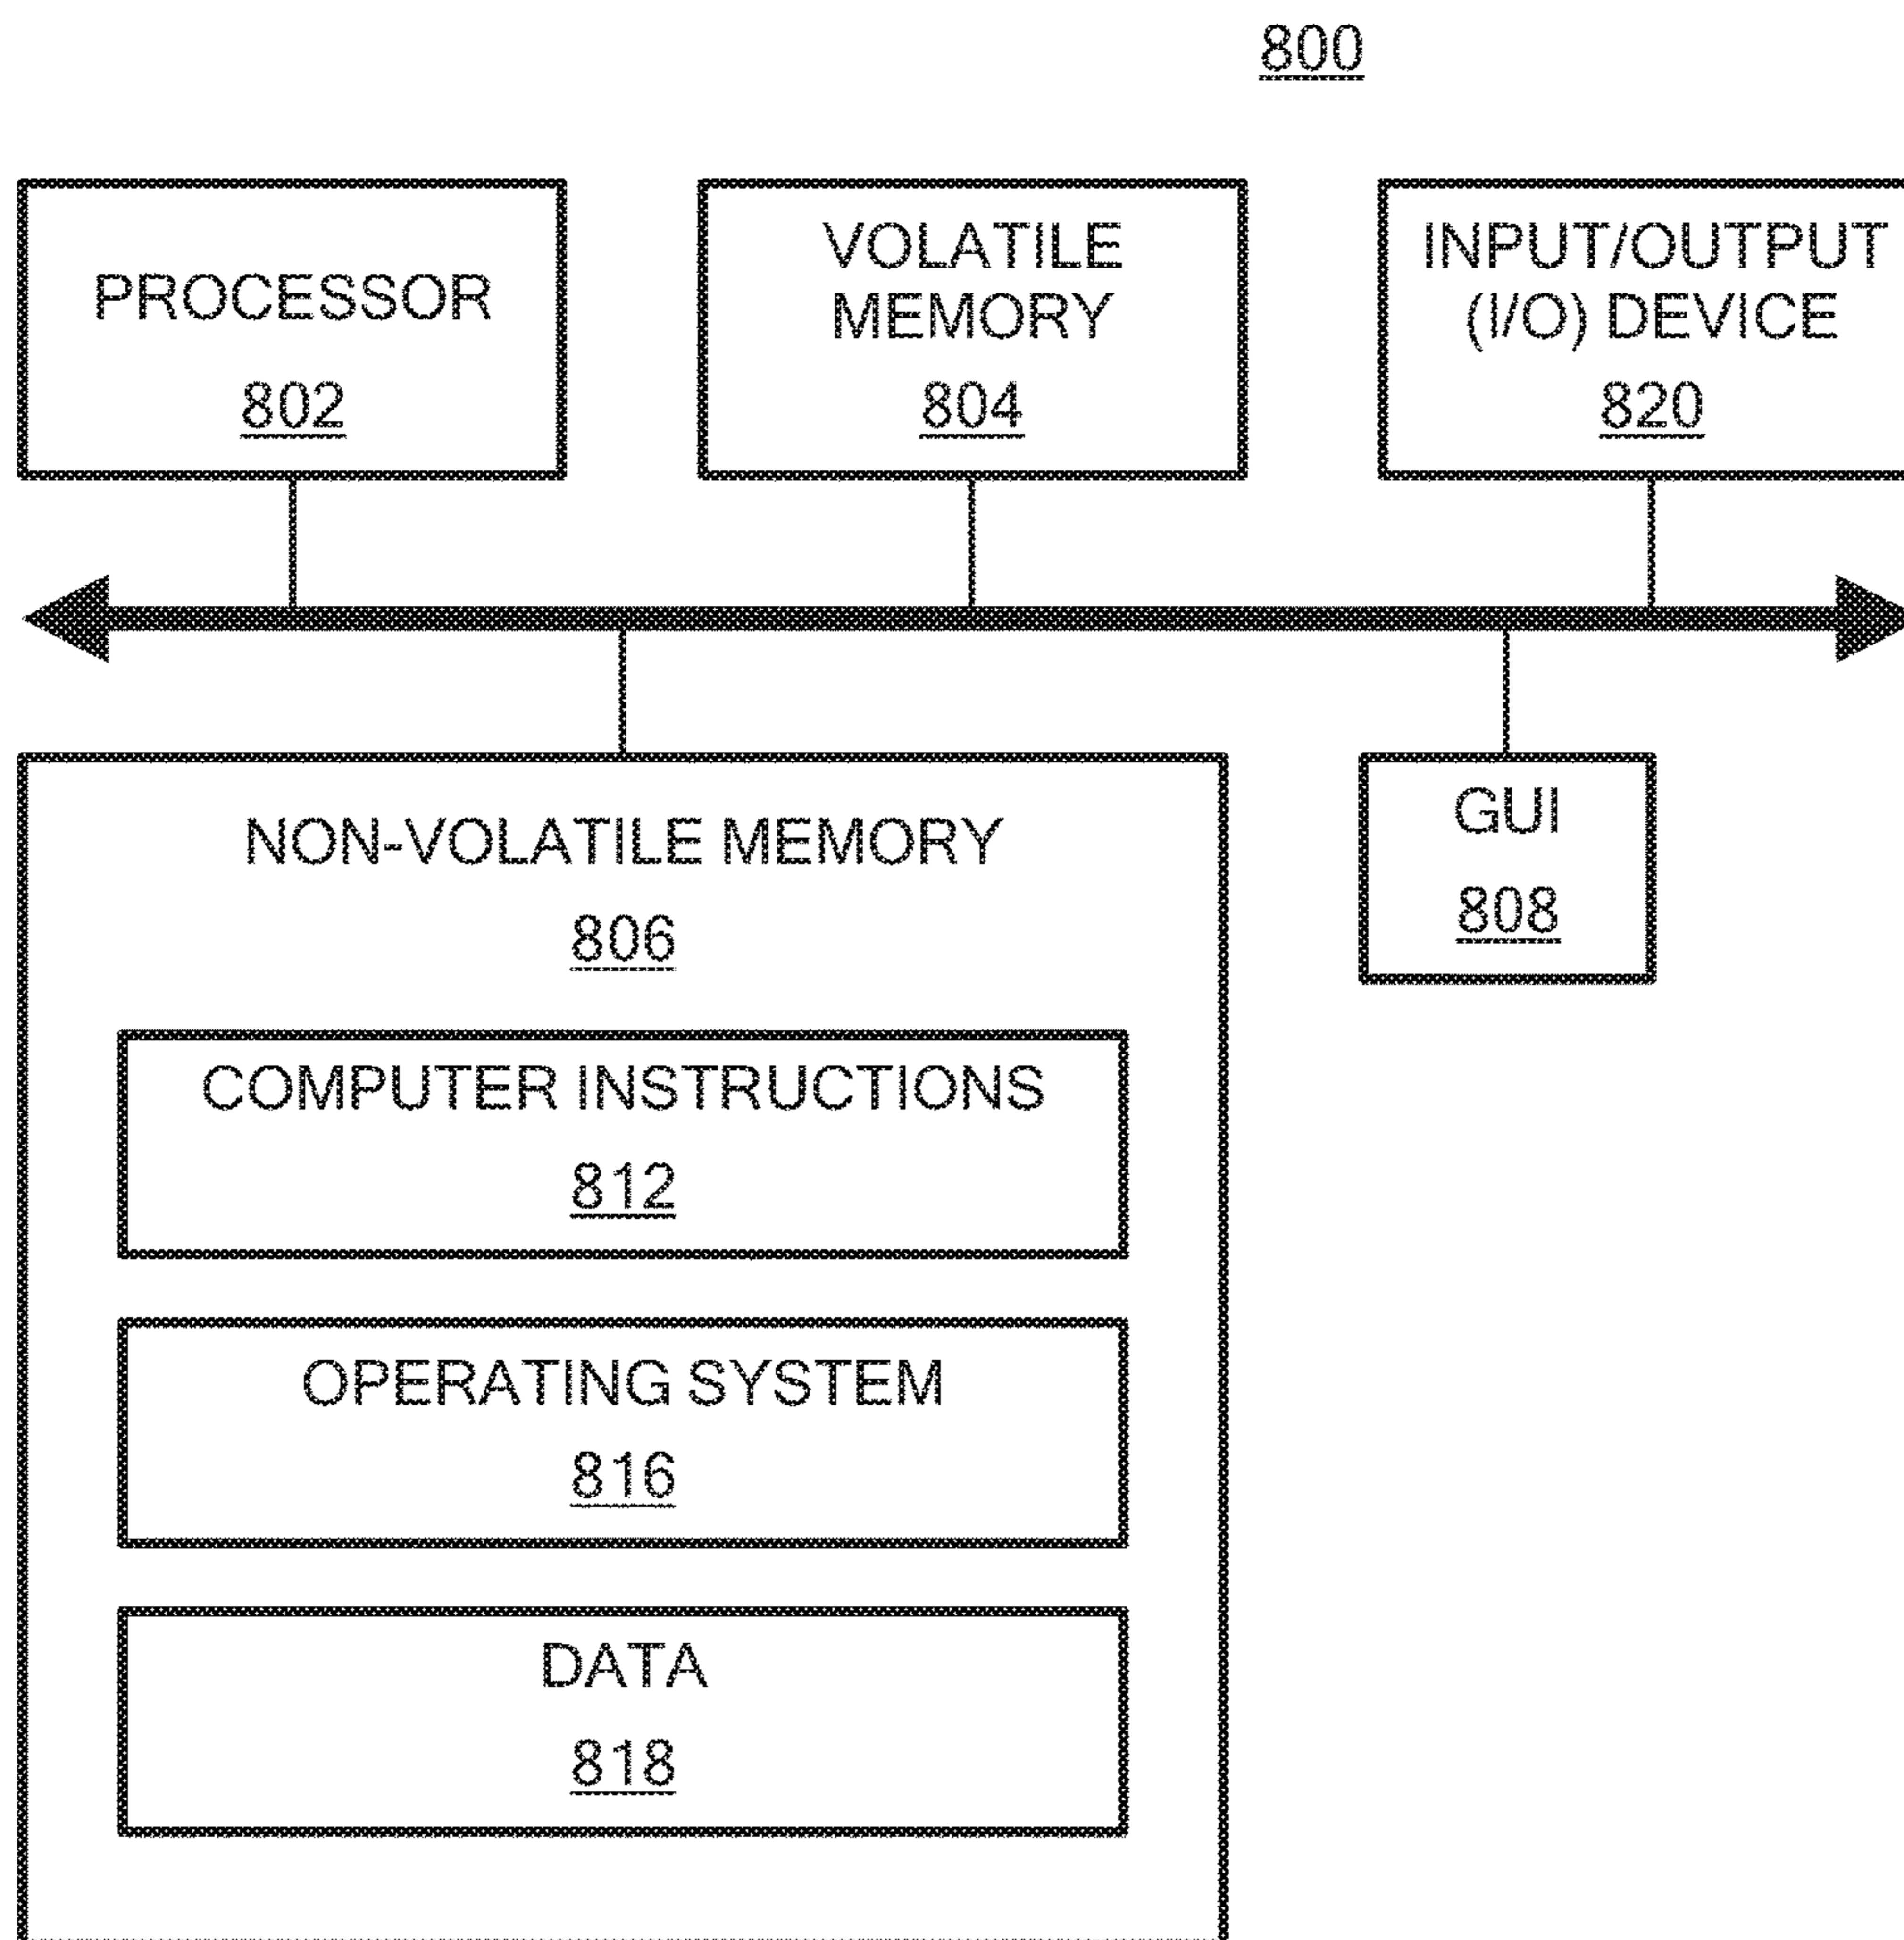 800
PROCESSOR
802
VOLATILE
MEMORY
804
INPUT/OUTPUT
(I/O) DEVICE
820
NON-VOLATILE MEMORY
806
COMPUTER INSTRUCTIONS
812
OPERATING SYSTEM
816
DATA
818
GUI
808